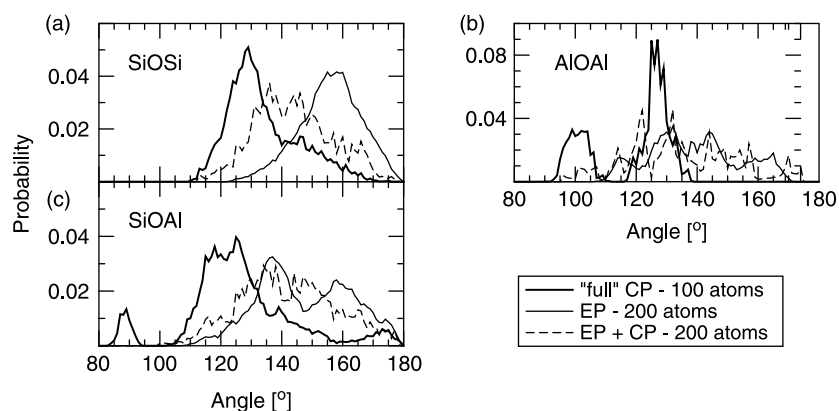 (a)
SiOSi
0.04
0.02
Probability
(c)
SiOAl
0.04
0.02
80 100 120 140 160 180
Angle [°]
(b)
AlOAl
0.08
0.04
80 100 120 140 160 180
Angle [°]
"full" CP - 100 atoms
EP - 200 atoms
EP + CP - 200 atoms